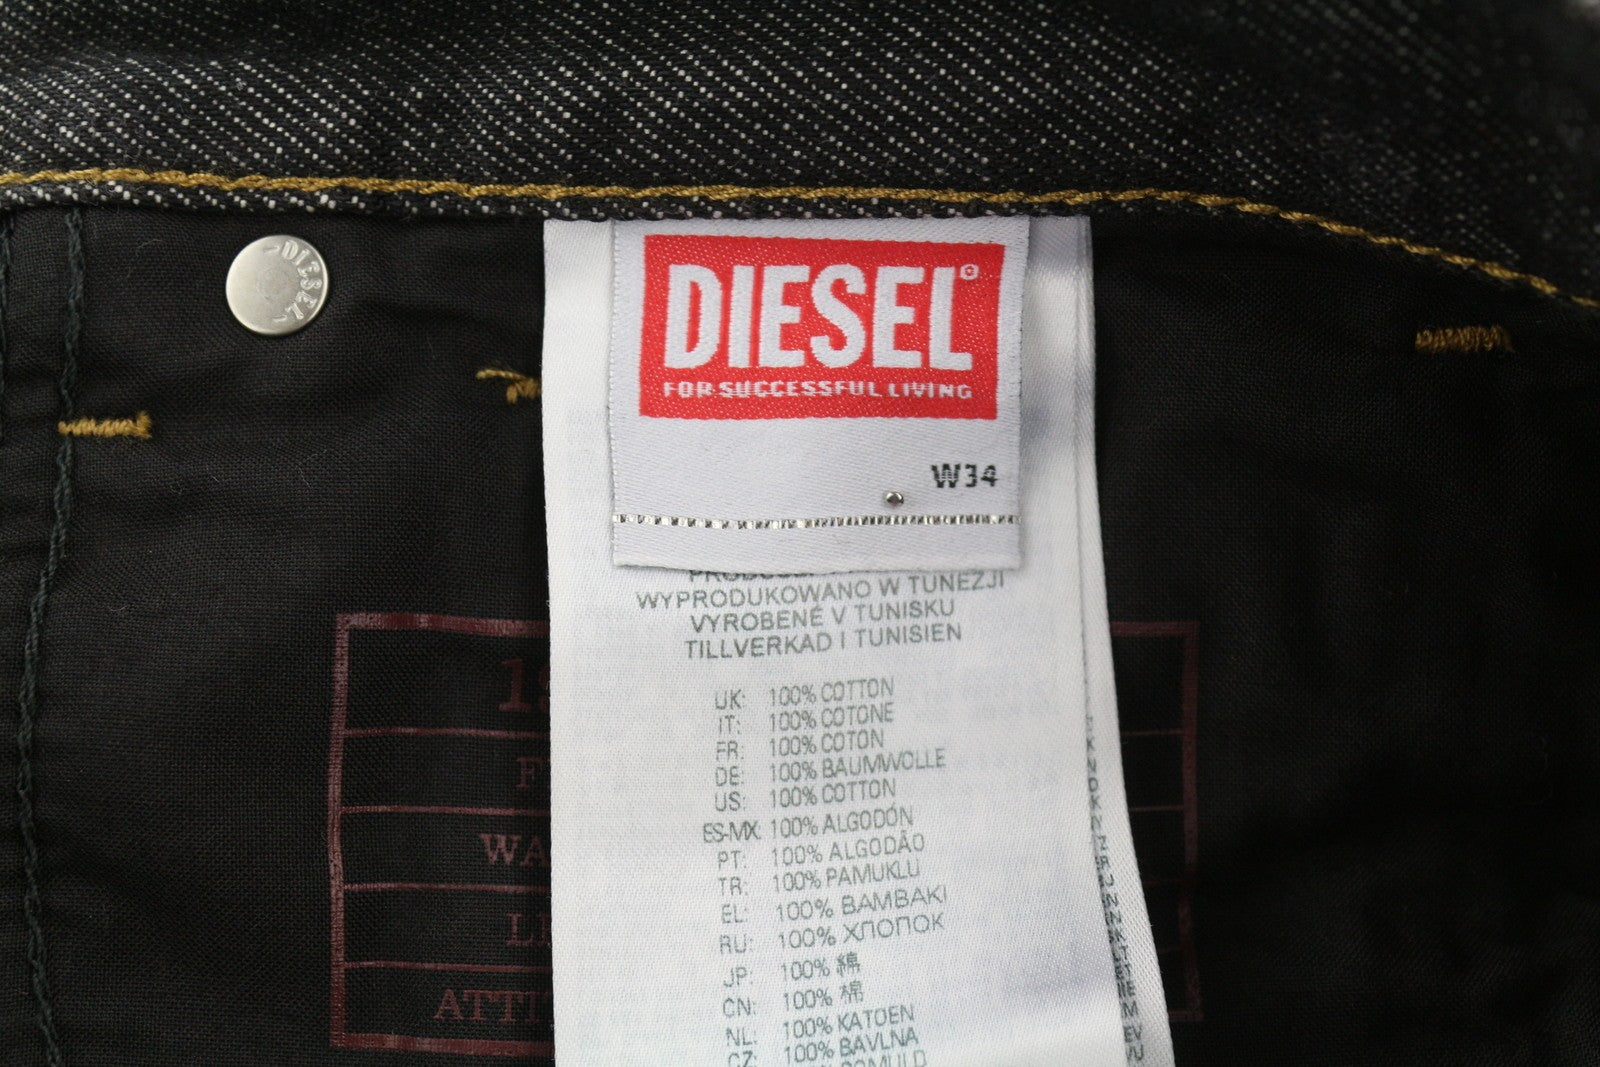 DIESEL
DIESEL
FOR SUCCESSFUL LIVING
W34
WYPRODUKOWANO W TUNEZJI
VYROBENÉ V TUNISKU
TILLVERKAD I TUNISIEN
UK: 100% COTTON
IT: 100% COTONE
FR: 100% COTON
DE: 100% BAUMWOLLE
US: 100% COTTON
ES-MX: 100% ALGODÓN
PT: 100% ALGODÃO
TR: 100% PAMUKLU
EL: 100% ΒΑΜΒΑΚΙ
RU: 100% ХЛОПОК
JP: 100% 綿
CN: 100% 棉
NL: 100% KATOEN
CZ: 100% BAVLNA